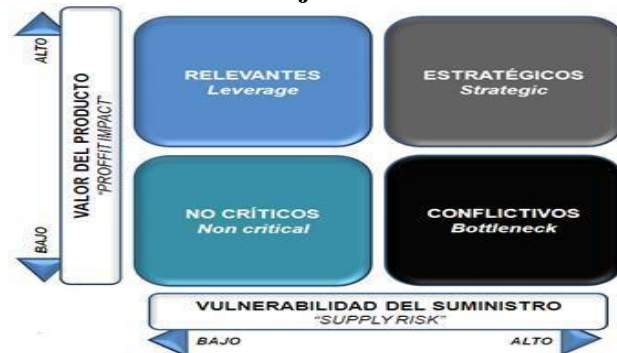 ALTO
VALOR DEL PRODUCTO
"PROFFIT IMPACT"
BAJO
RELEVANTES
Leverage
ESTRATÉGICOS
Strategic
NO CRÍTICOS
Non critical
CONFLICTIVOS
Bottleneck
VULNERABILIDAD DEL SUMINISTRO
"SUPPLY RISK"
BAJO
ALTO